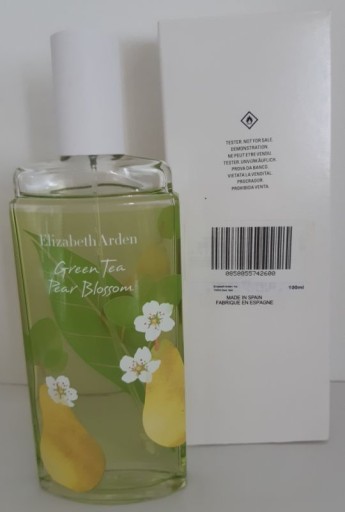 Elizabeth Arden
Green Tea
Pear Blossom
TESTER. NOT FOR SALE.
DEMONSTRATION.
NE PEUT ETRE VENDU.
TESTER. UNVERKÄUFLICH.
PROVA DA BANCO.
VIETATA LA VENDITA.
PROBADOR.
PROHIBIDA VENTA.
0050055742600
100ml
MADE IN SPAIN
FABRIQUE EN ESPAGNE